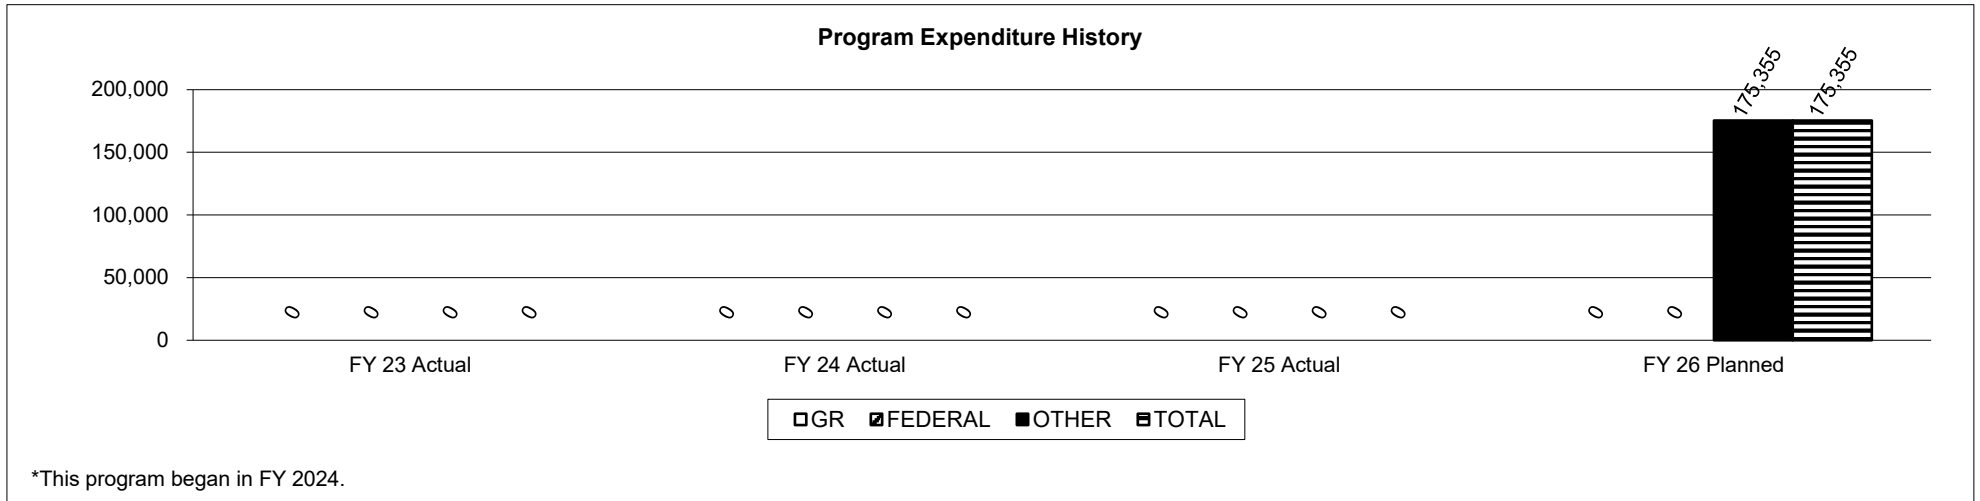 Program Expenditure History
175,355 175,355
200,000
150,000
100,000
50,000
0
0 0 0 0 0 0 0 0 0 0 0 0 0 0
FY 23 Actual FY 24 Actual FY 25 Actual FY 26 Planned
GR FEDERAL OTHER TOTAL
*This program began in FY 2024.